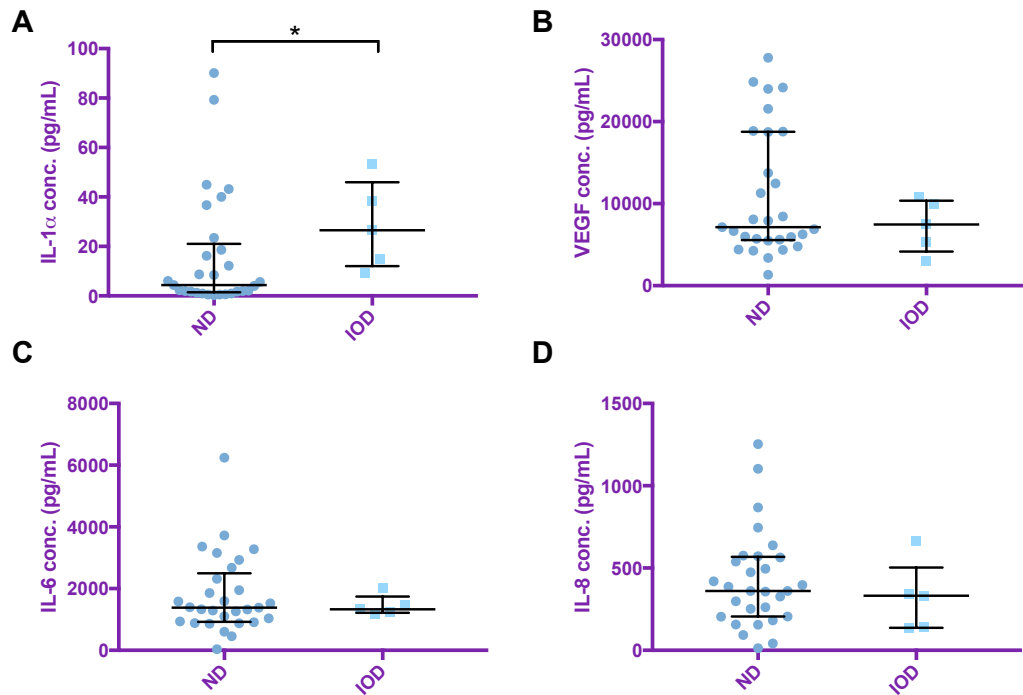 A
*
IL-1α conc. (pg/mL)
100
80
60
40
20
0
ND
IOD
B
VEGF conc. (pg/mL)
30000
20000
10000
0
ND
IOD
C
IL-6 conc. (pg/mL)
8000
6000
4000
2000
0
ND
IOD
D
IL-8 conc. (pg/mL)
1500
1000
500
0
ND
IOD